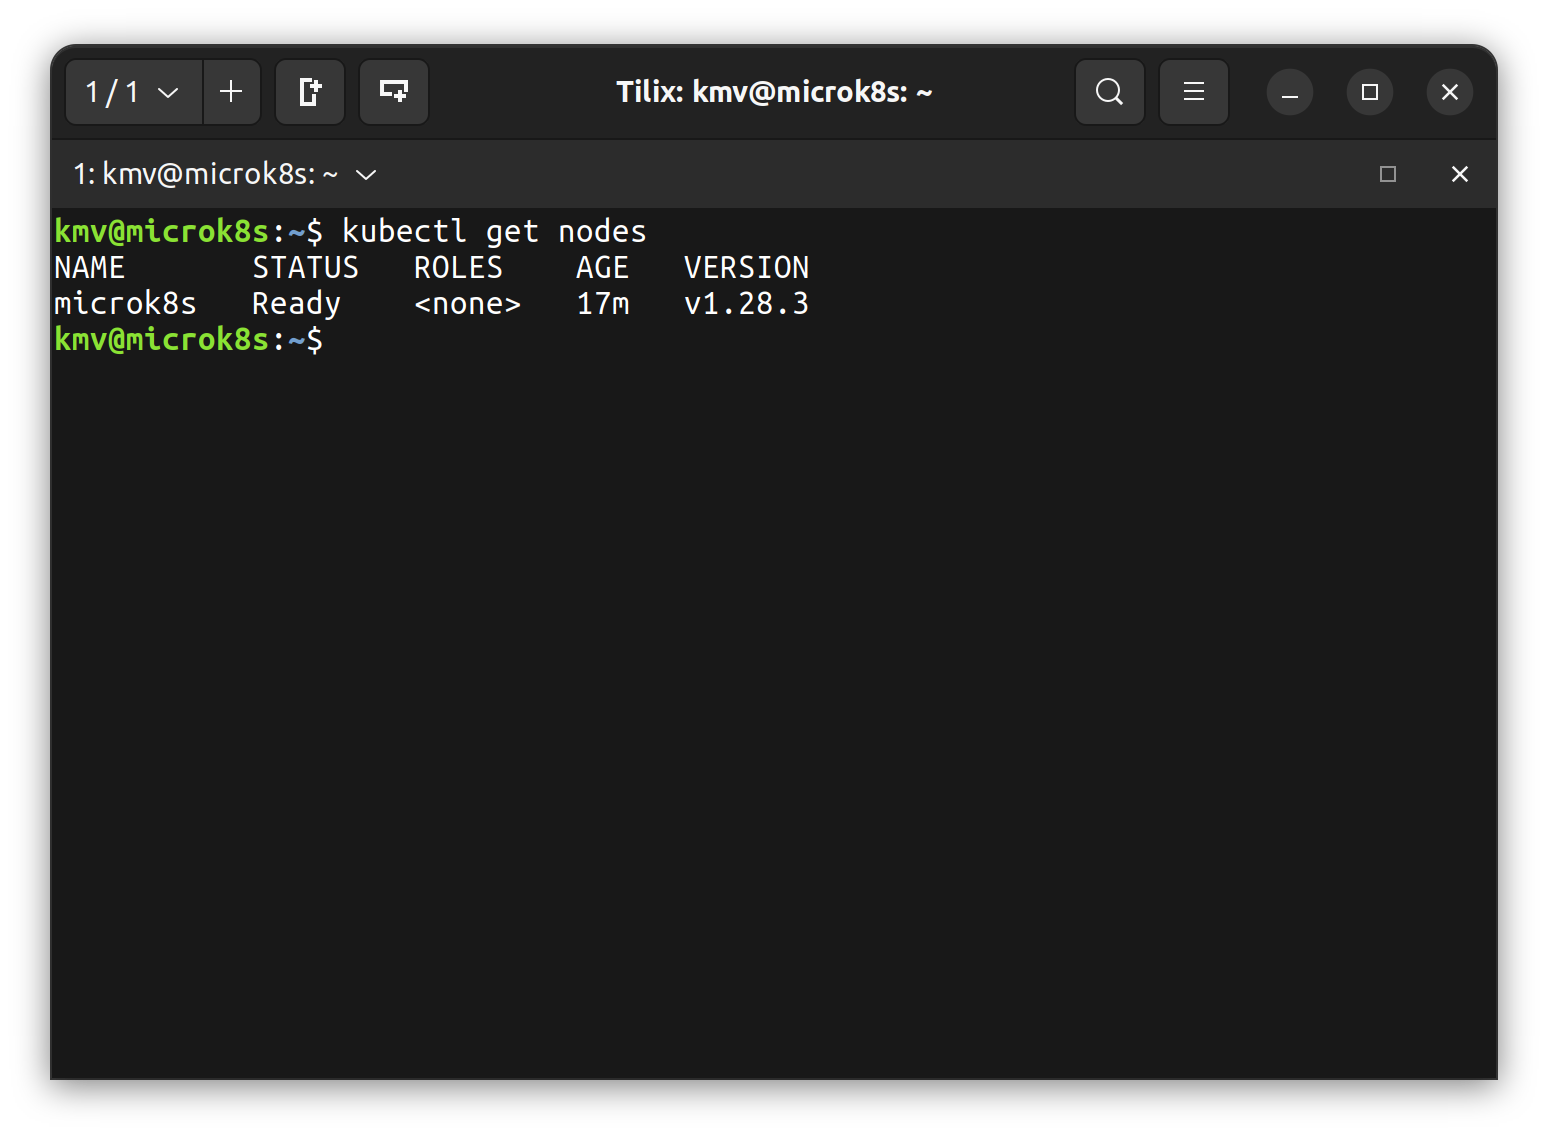 1 / 1
Tilix: kmv@microk8s: ~
1: kmv@microk8s: ~
kmv@microk8s:~$ kubectl get nodes
NAME       STATUS   ROLES    AGE   VERSION
microk8s   Ready    <none>   17m   v1.28.3
kmv@microk8s:~$